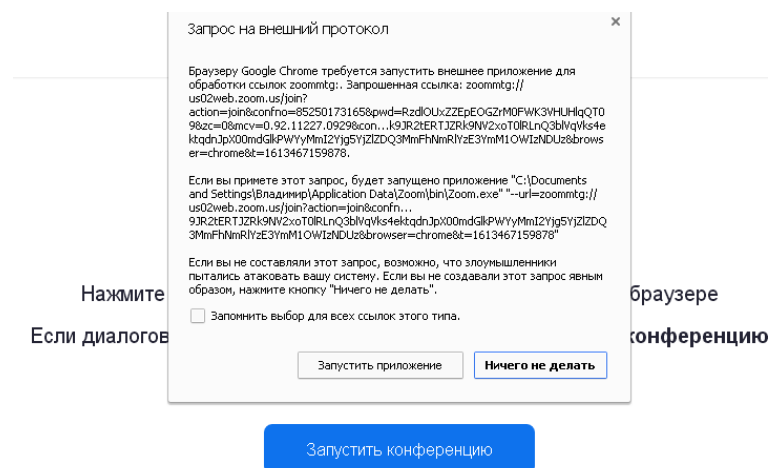 Запрос на внешний протокол
×
Браузеру Google Chrome требуется запустить внешнее приложение для
обработки ссылок zoommtg:. Запрошенная ссылка: zoommtg://
us02web.zoom.us/join?
action=join&confno=85250173165&pwd=RzdlOUxZZEpEOGZrM0FWK3VHUHlqQT0
9&zc=0&mcv=0.92.11227.0929&con...k9JR2tERTJZRk9NV2xoT0lRLnQ3blVqVks4e
ktqdnJpX00mdGlkPWYyMmI2Yjg5YjZlZDQ3MmFhNmRlYzE3YmM1OWIzNDUz&brows
er=chrome&t=1613467159878.
Если вы примете этот запрос, будет запущено приложение "C:\Documents
and Settings\Владимир\Application Data\Zoom\bin\Zoom.exe" "--url=zoommtg://
us02web.zoom.us/join?action=join&confn...
9JR2tERTJZRk9NV2xoT0lRLnQ3blVqVks4ektqdnJpX00mdGlkPWYyMmI2Yjg5YjZlZDQ
3MmFhNmRlYzE3YmM1OWIzNDUz&browser=chrome&t=1613467159878"
Если вы не составляли этот запрос, возможно, что злоумышленники
пытались атаковать вашу систему. Если вы не создавали этот запрос явным
образом, нажмите кнопку "Ничего не делать".
Нажмите браузере
Запомнить выбор для всех ссылок этого типа.
Если диалогов конференцию
Запустить приложение Ничего не делать
Запустить конференцию